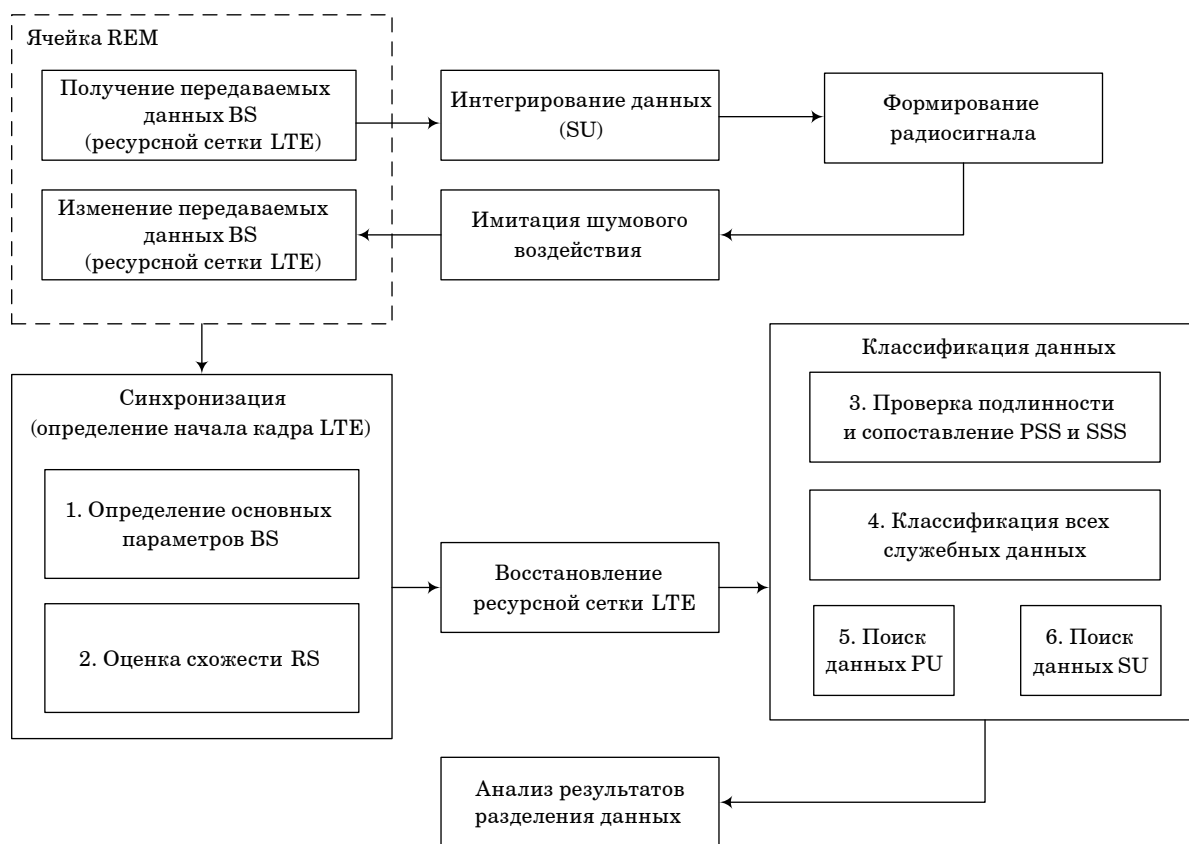 Ячейка REM
Получение передаваемых
данных BS
(ресурсной сетки LTE)
Интегрирование данных
(SU)
Формирование
радиосигнала
Изменение передаваемых
данных BS
(ресурсной сетки LTE)
Имитация шумового
воздействия
Синхронизация
(определение начала кадра LTE)
1. Определение основных
параметров BS
2. Оценка схожести RS
Восстановление
ресурсной сетки LTE
Классификация данных
3. Проверка подлинности
и сопоставление PSS и SSS
4. Классификация всех
служебных данных
5. Поиск
данных PU
6. Поиск
данных SU
Анализ результатов
разделения данных